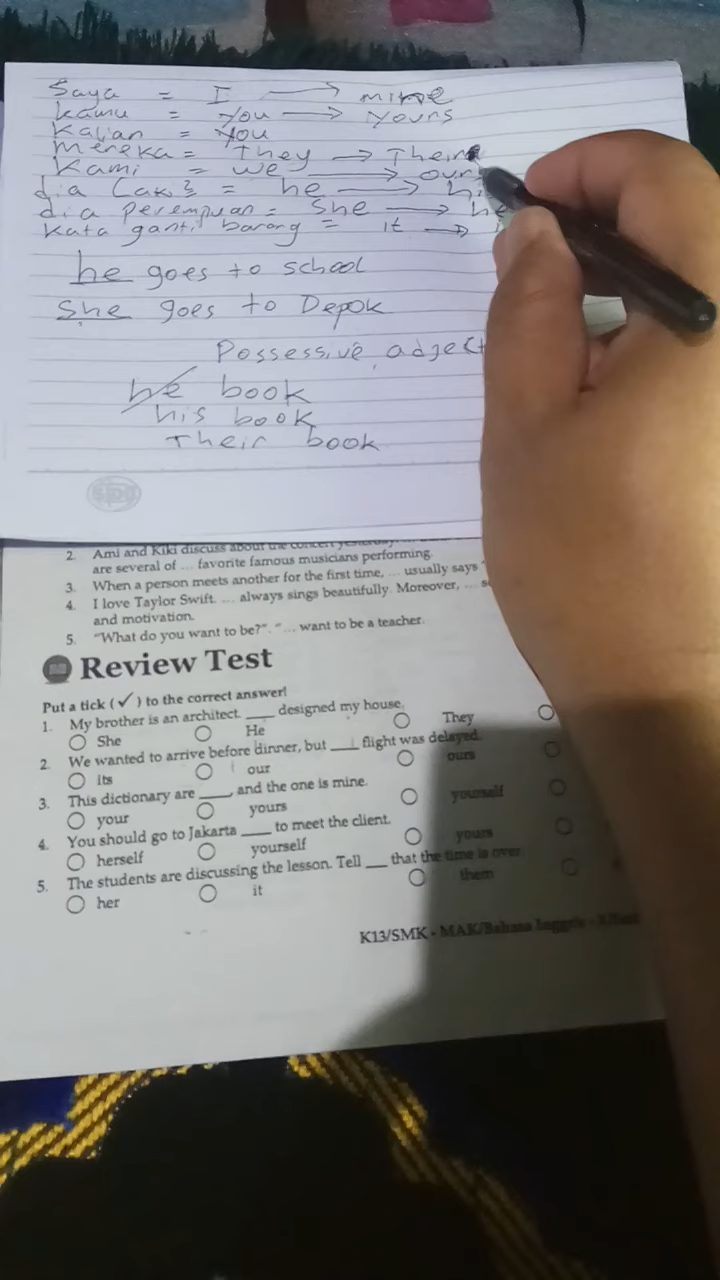 Saya = I → mine
kamu = You → Yours
Kalian = You
mereka = They → Their
Kami = we → our
dia Laki2 = he → hi
dia perempuan = She → he
kata ganti barang = it →
he goes to school
She goes to Depok
Possessive adject
he book
his book
Their book
2. Ami and Kiki discuss about the concert yesterday.
are several of ... favorite famous musicians performing.
3. When a person meets another for the first time, ... usually says
4. I love Taylor Swift. ... always sings beautifully. Moreover, ...
and motivation.
5. "What do you want to be?". "... want to be a teacher.
Review Test
Put a tick (✓) to the correct answer!
1. My brother is an architect. ___ designed my house.
She He They
2. We wanted to arrive before dinner, but ___ flight was delayed.
its our ours
3. This dictionary are ___, and the one is mine.
your yours yourself
4. You should go to Jakarta ___ to meet the client.
herself yourself yours
5. The students are discussing the lesson. Tell ___ that the time is over.
her it them
K13/SMK - MAK/Bahasa Inggris -